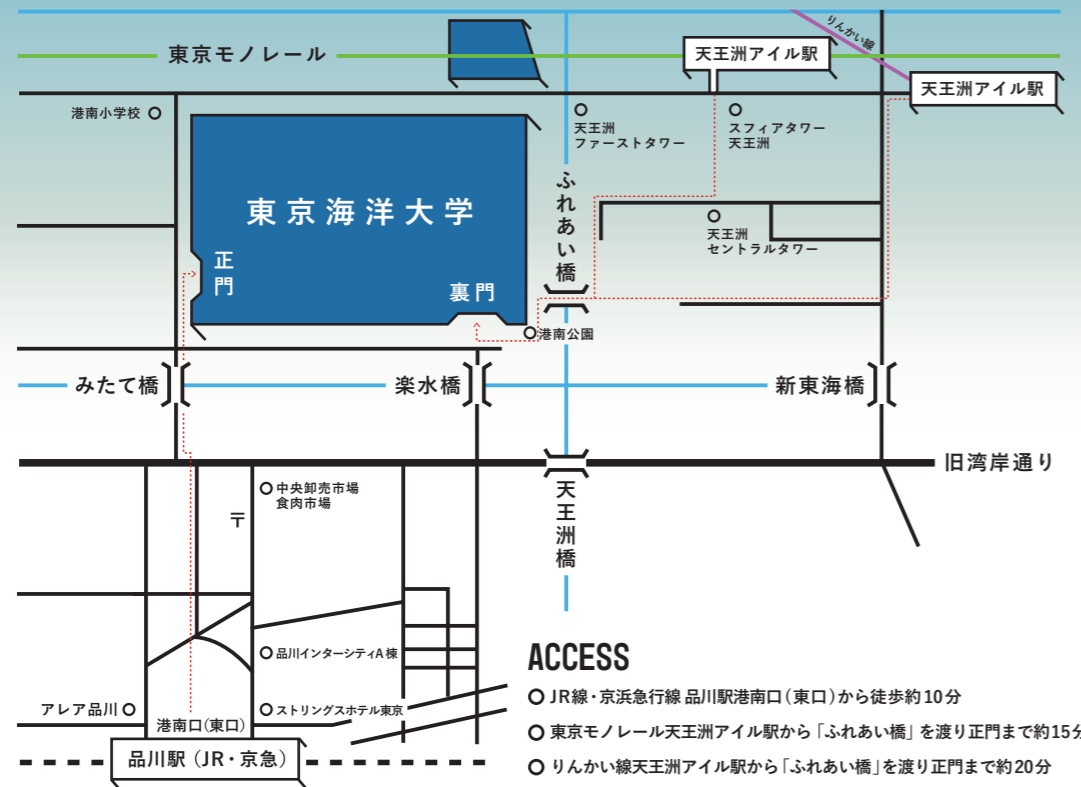 りんかい線
東京モノレール
天王洲アイル駅
天王洲アイル駅
港南小学校
天王洲
ファーストタワー
スフィアタワー
天王洲
東京海洋大学
ふれあい橋
天王洲
セントラルタワー
正門
裏門
港南公園
みたて橋
楽水橋
新東海橋
旧湾岸通り
中央卸売市場
食肉市場
〒
天王洲橋
品川インターシティA棟
アレア品川
ストリングスホテル東京
港南口(東口)
品川駅(JR・京急)
ACCESS
JR線・京浜急行線 品川駅港南口(東口)から徒歩約10分
東京モノレール天王洲アイル駅から「ふれあい橋」を渡り正門まで約15分
りんかい線天王洲アイル駅から「ふれあい橋」を渡り正門まで約20分